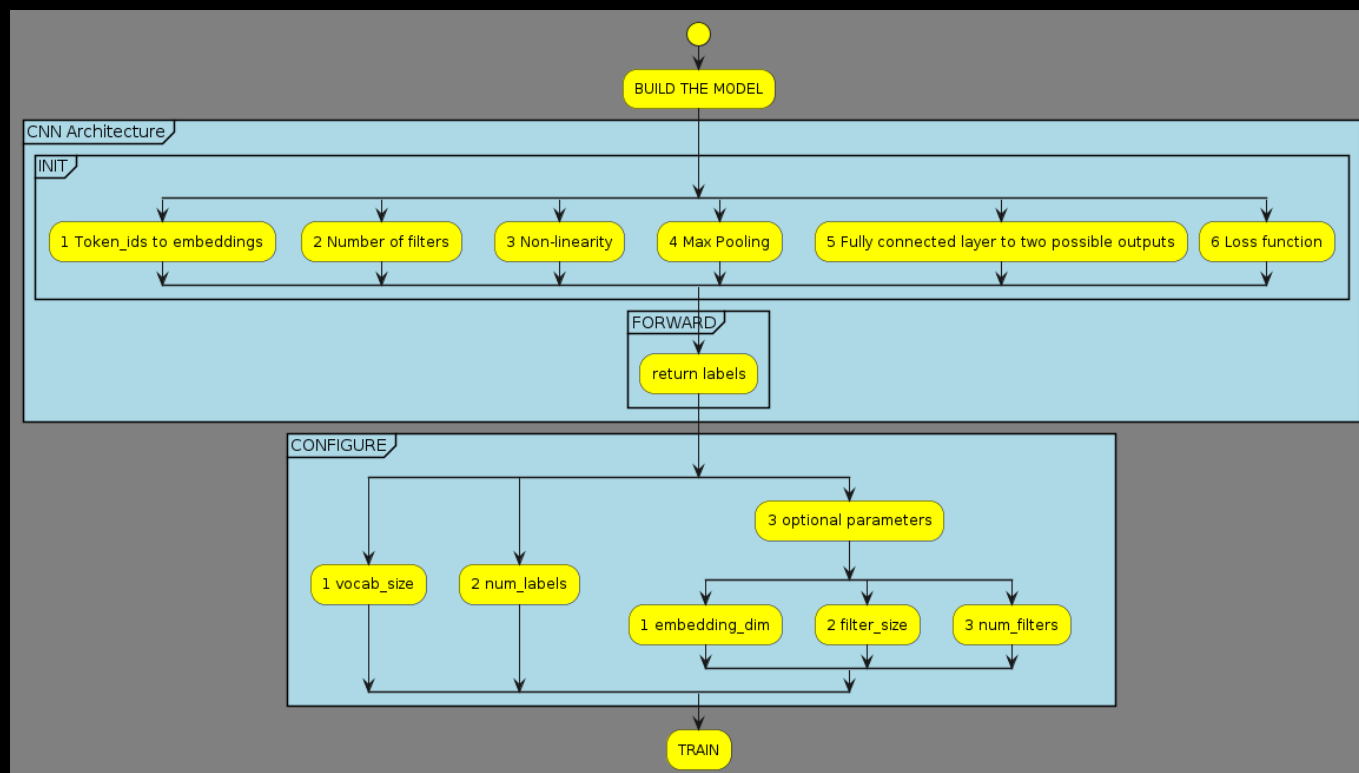 BUILD THE MODEL
CNN Architecture
INIT
1 Token_ids to embeddings
2 Number of filters
3 Non-linearity
4 Max Pooling
5 Fully connected layer to two possible outputs
6 Loss function
FORWARD
return labels
CONFIGURE
1 vocab_size
2 num_labels
3 optional parameters
1 embedding_dim
2 filter_size
3 num_filters
TRAIN